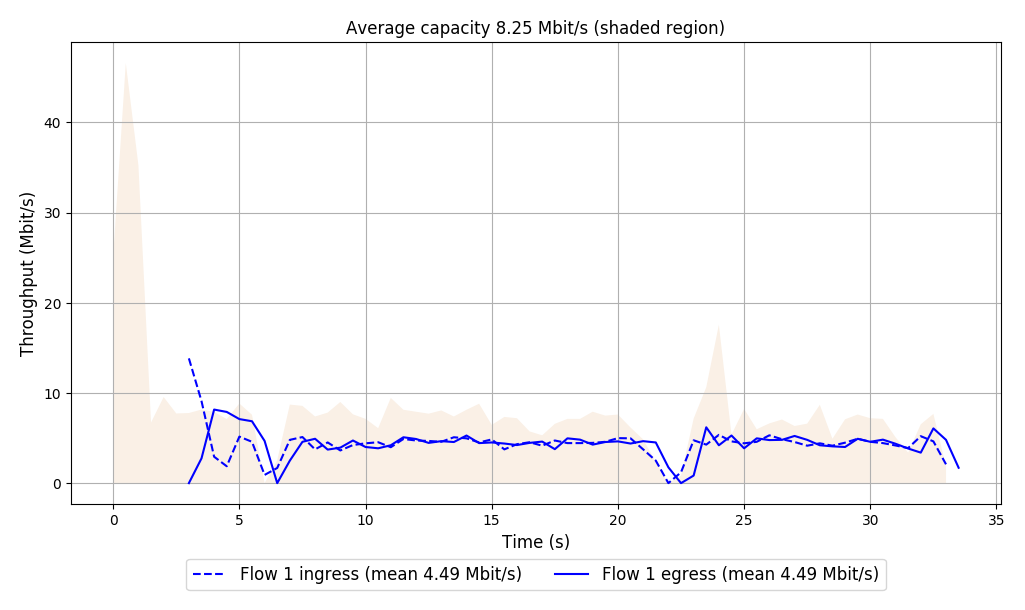 Average capacity 8.25 Mbit/s (shaded region)
Throughput (Mbit/s)
40
30
20
10
0
0 5 10 15 20 25 30 35
Time (s)
Flow 1 ingress (mean 4.49 Mbit/s) Flow 1 egress (mean 4.49 Mbit/s)